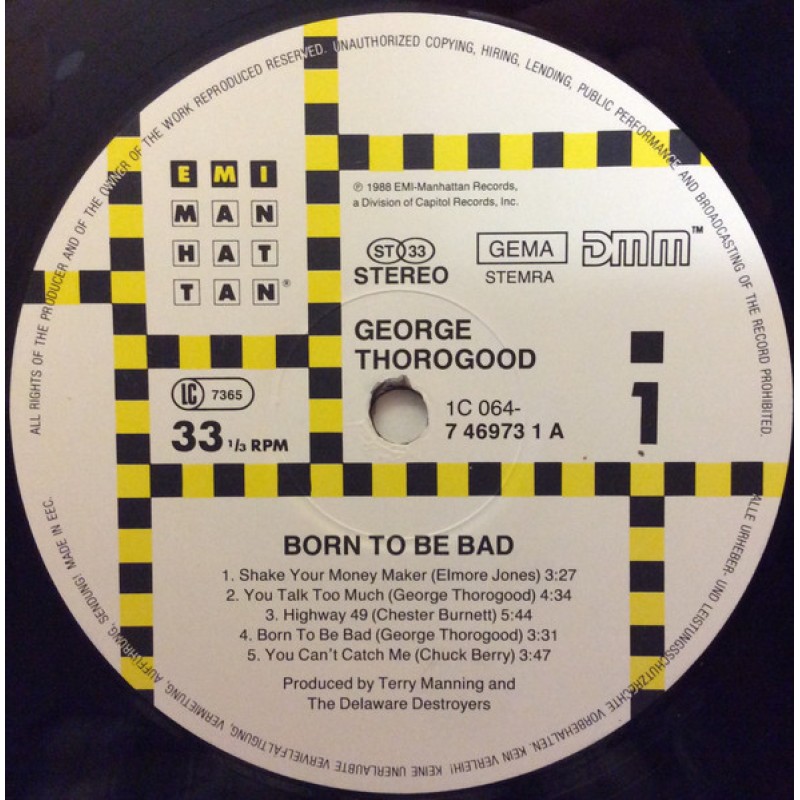 ALL RIGHTS OF THE PRODUCER AND OF THE OWNER OF THE WORK REPRODUCED RESERVED. UNAUTHORIZED COPYING, HIRING, LENDING, PUBLIC PERFORMANCE AND BROADCASTING OF THE RECORD PROHIBITED.
EMI
MAN
HAT
TAN®
℗ 1988 EMI-Manhattan Records,
a Division of Capitol Records, Inc.
ST 33
STEREO
GEMA
STEMRA
DMM™
GEORGE
THOROGOOD
LC 7365
33 1/3 RPM
1C 064-
7 46973 1 A
1
BORN TO BE BAD
1. Shake Your Money Maker (Elmore Jones) 3:27
2. You Talk Too Much (George Thorogood) 4:34
3. Highway 49 (Chester Burnett) 5:44
4. Born To Be Bad (George Thorogood) 3:31
5. You Can't Catch Me (Chuck Berry) 3:47
Produced by Terry Manning and
The Delaware Destroyers
ALLE URHEBER- UND LEISTUNGSSCHUTZRECHTE VORBEHALTEN. KEIN VERLEIH! KEINE UNERLAUBTE VERVIELFÄLTIGUNG, VERMIETUNG, AUFFÜHRUNG, SENDUNG! MADE IN EEC.